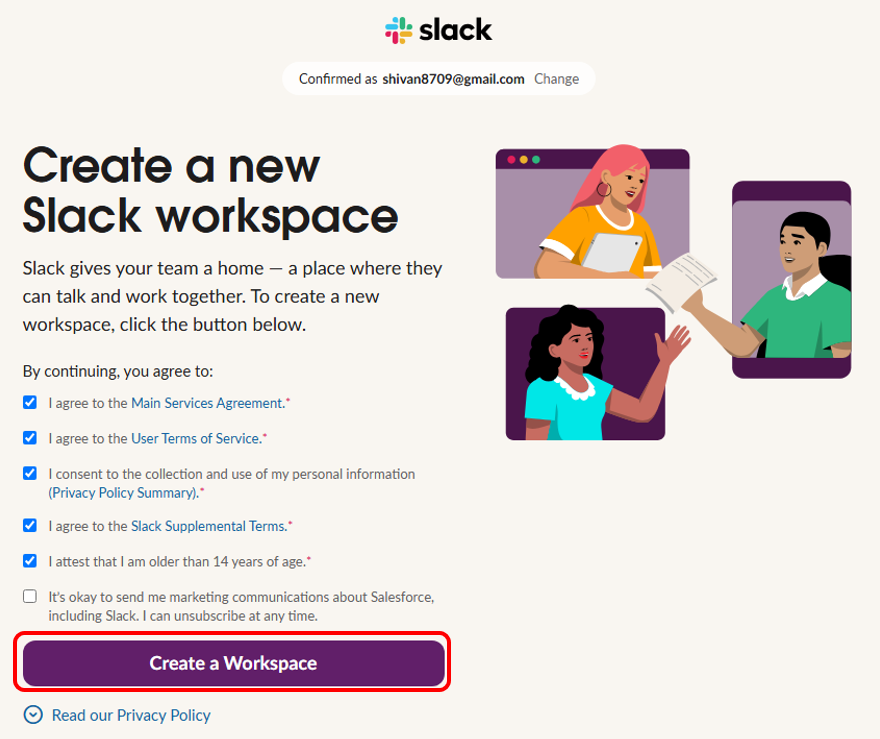 slack
Confirmed as shivan8709@gmail.com Change
Create a new
Slack workspace
Slack gives your team a home — a place where they
can talk and work together. To create a new
workspace, click the button below.
By continuing, you agree to:
I agree to the Main Services Agreement.*
I agree to the User Terms of Service.*
I consent to the collection and use of my personal information
(Privacy Policy Summary).*
I agree to the Slack Supplemental Terms.*
I attest that I am older than 14 years of age.*
It's okay to send me marketing communications about Salesforce,
including Slack. I can unsubscribe at any time.
Create a Workspace
Read our Privacy Policy